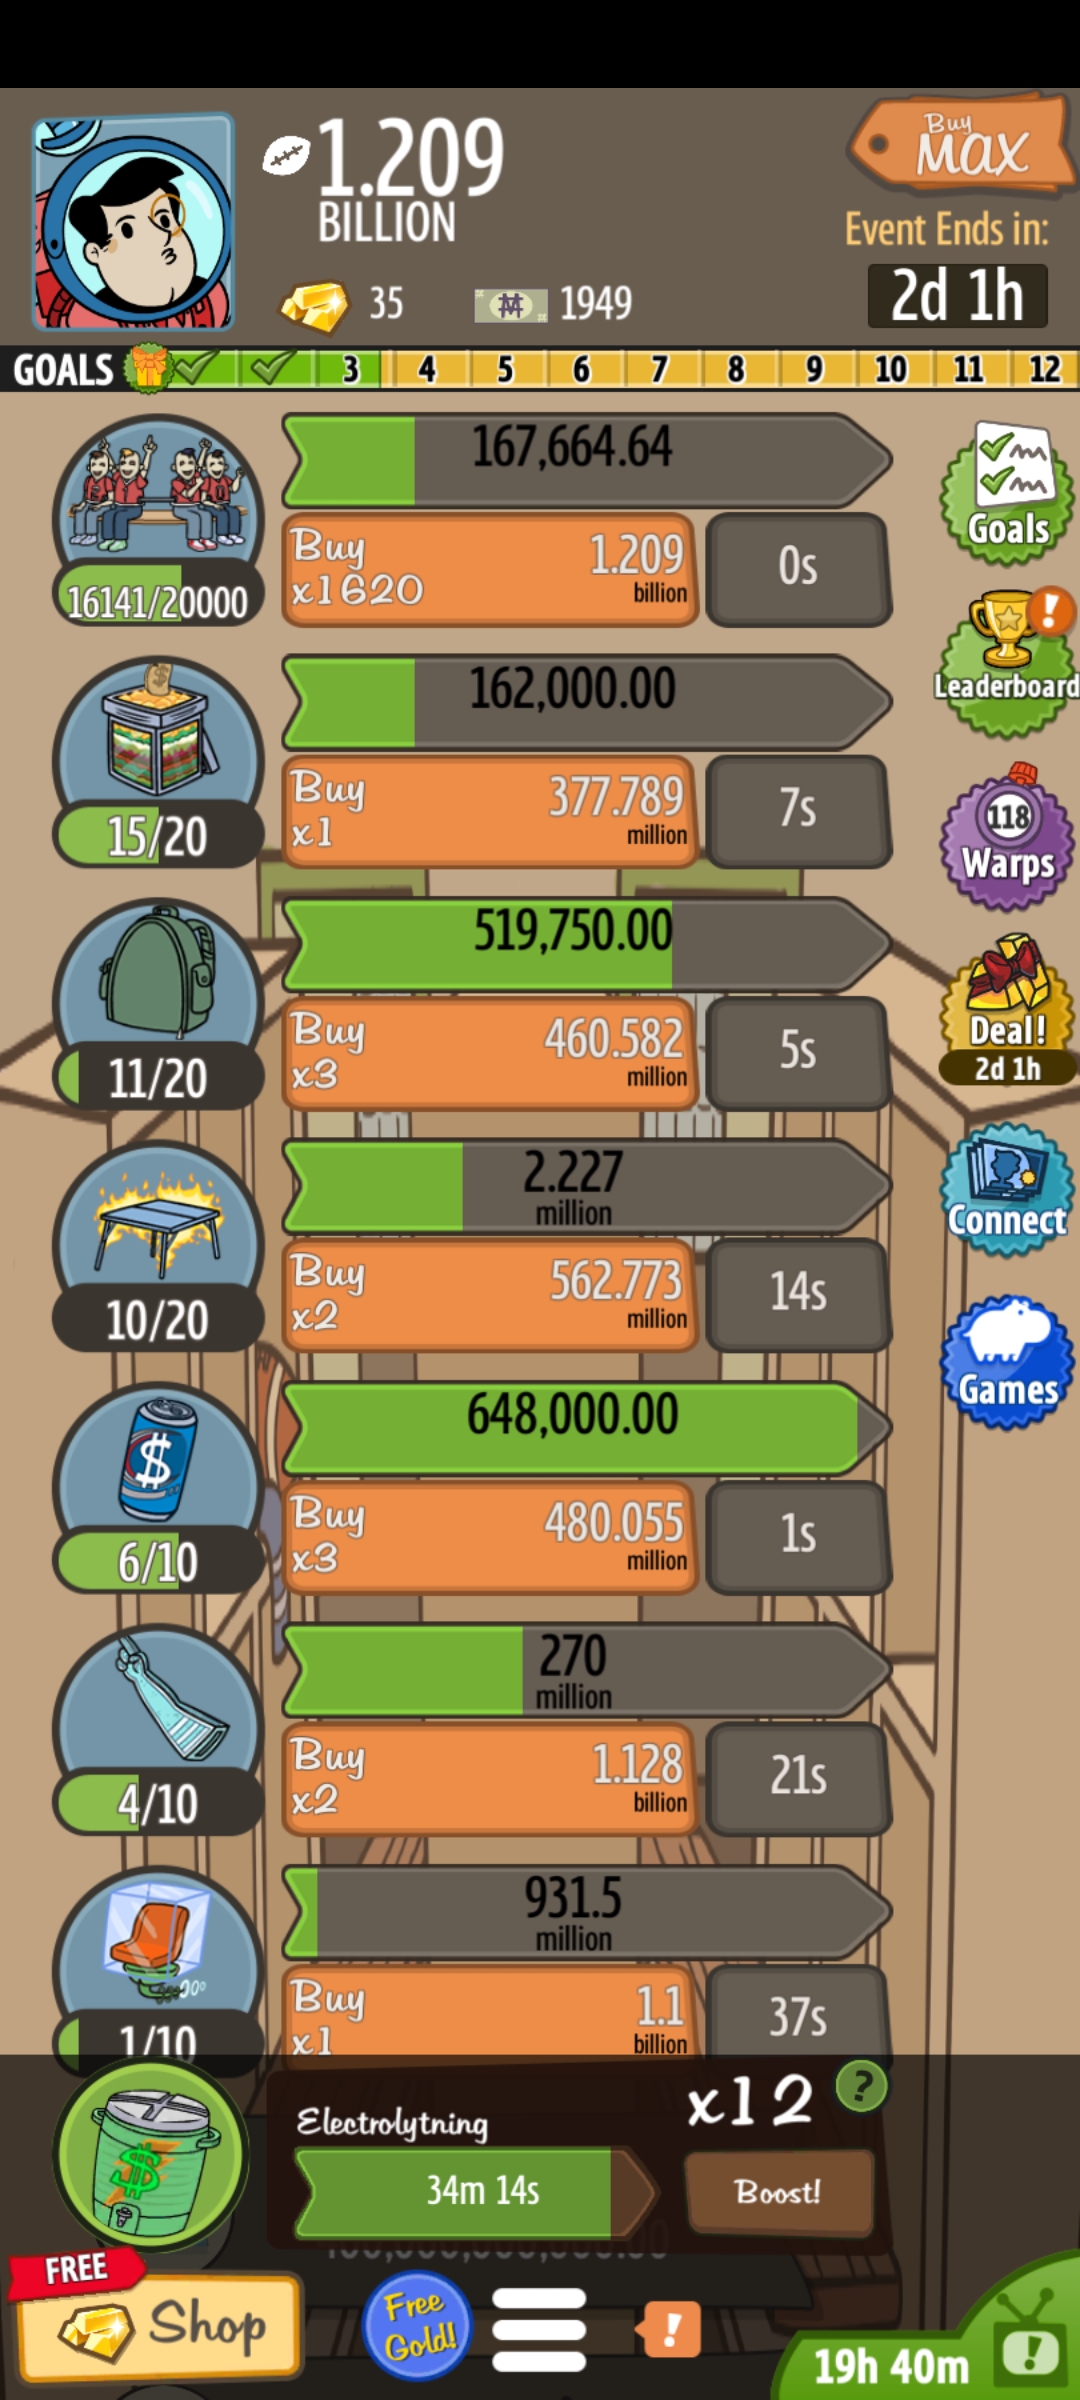 1.209
BILLION
Buy
MAX
Event Ends in:
2d 1h
35
1949
GOALS 3 4 5 6 7 8 9 10 11 12
167,664.64
16141/20000
Buy
x1620
1.209
billion
0s
Goals
162,000.00
15/20
Buy
x1
377.789
million
7s
Leaderboard
519,750.00
11/20
Buy
x3
460.582
million
5s
118
Warps
Deal!
2d 1h
2.227
million
10/20
Buy
x2
562.773
million
14s
Connect
648,000.00
6/10
Buy
x3
480.055
million
1s
Games
270
million
4/10
Buy
x2
1.128
billion
21s
931.5
million
1/10
Buy
x1
1.1
billion
37s
Electrolytning
x12
?
34m 14s
Boost!
FREE
Shop
Free
Gold!
!
19h 40m
!